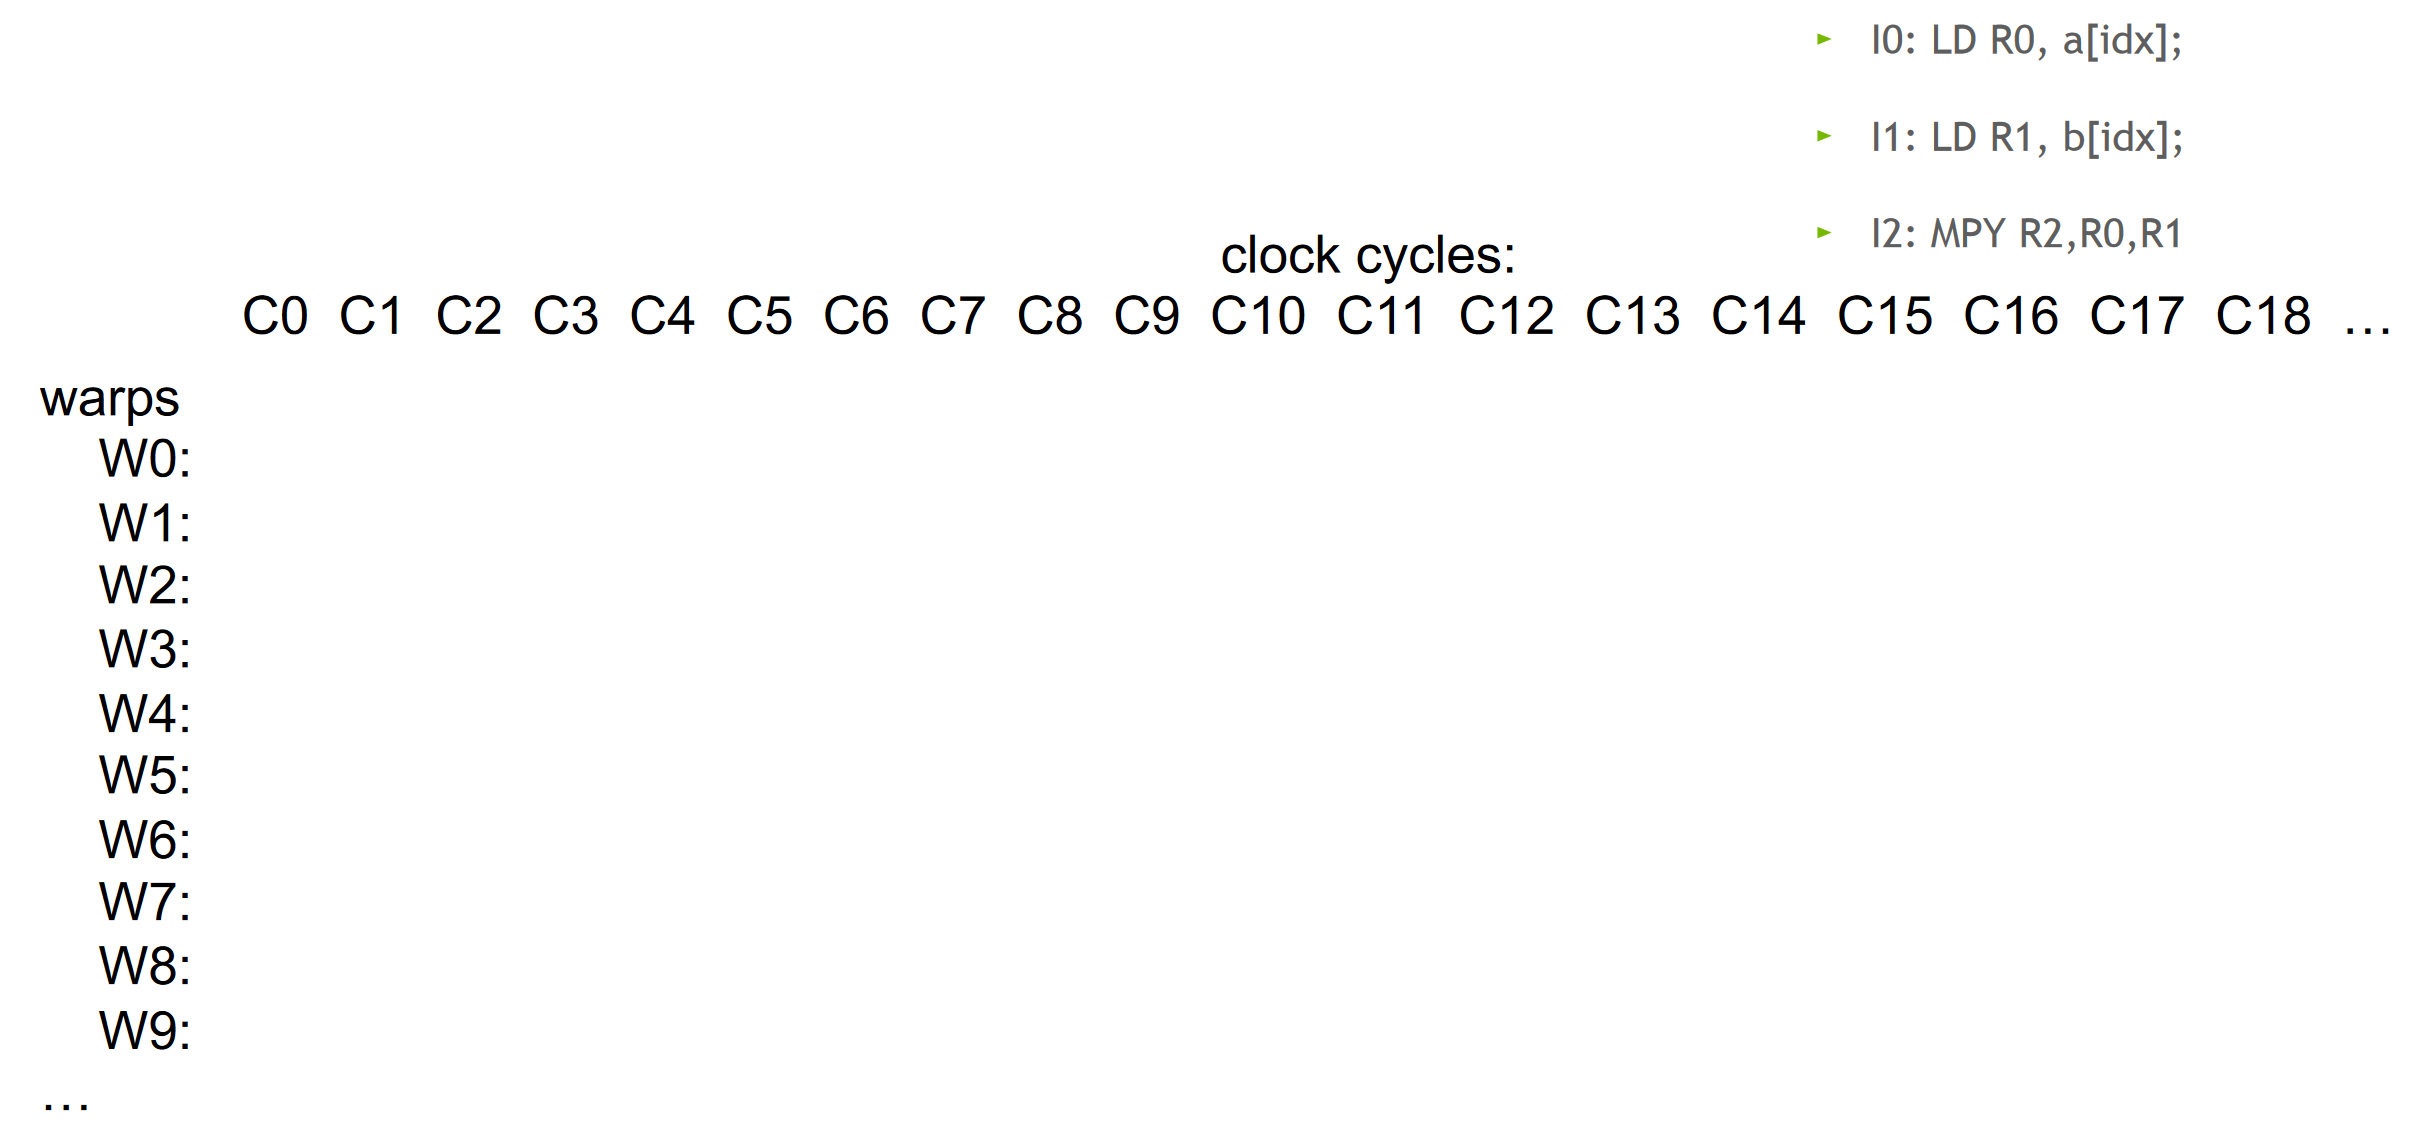 ► I0: LD R0, a[idx];
► I1: LD R1, b[idx];
► I2: MPY R2,R0,R1
clock cycles:
C0 C1 C2 C3 C4 C5 C6 C7 C8 C9 C10 C11 C12 C13 C14 C15 C16 C17 C18 …
warps
W0:
W1:
W2:
W3:
W4:
W5:
W6:
W7:
W8:
W9:
…